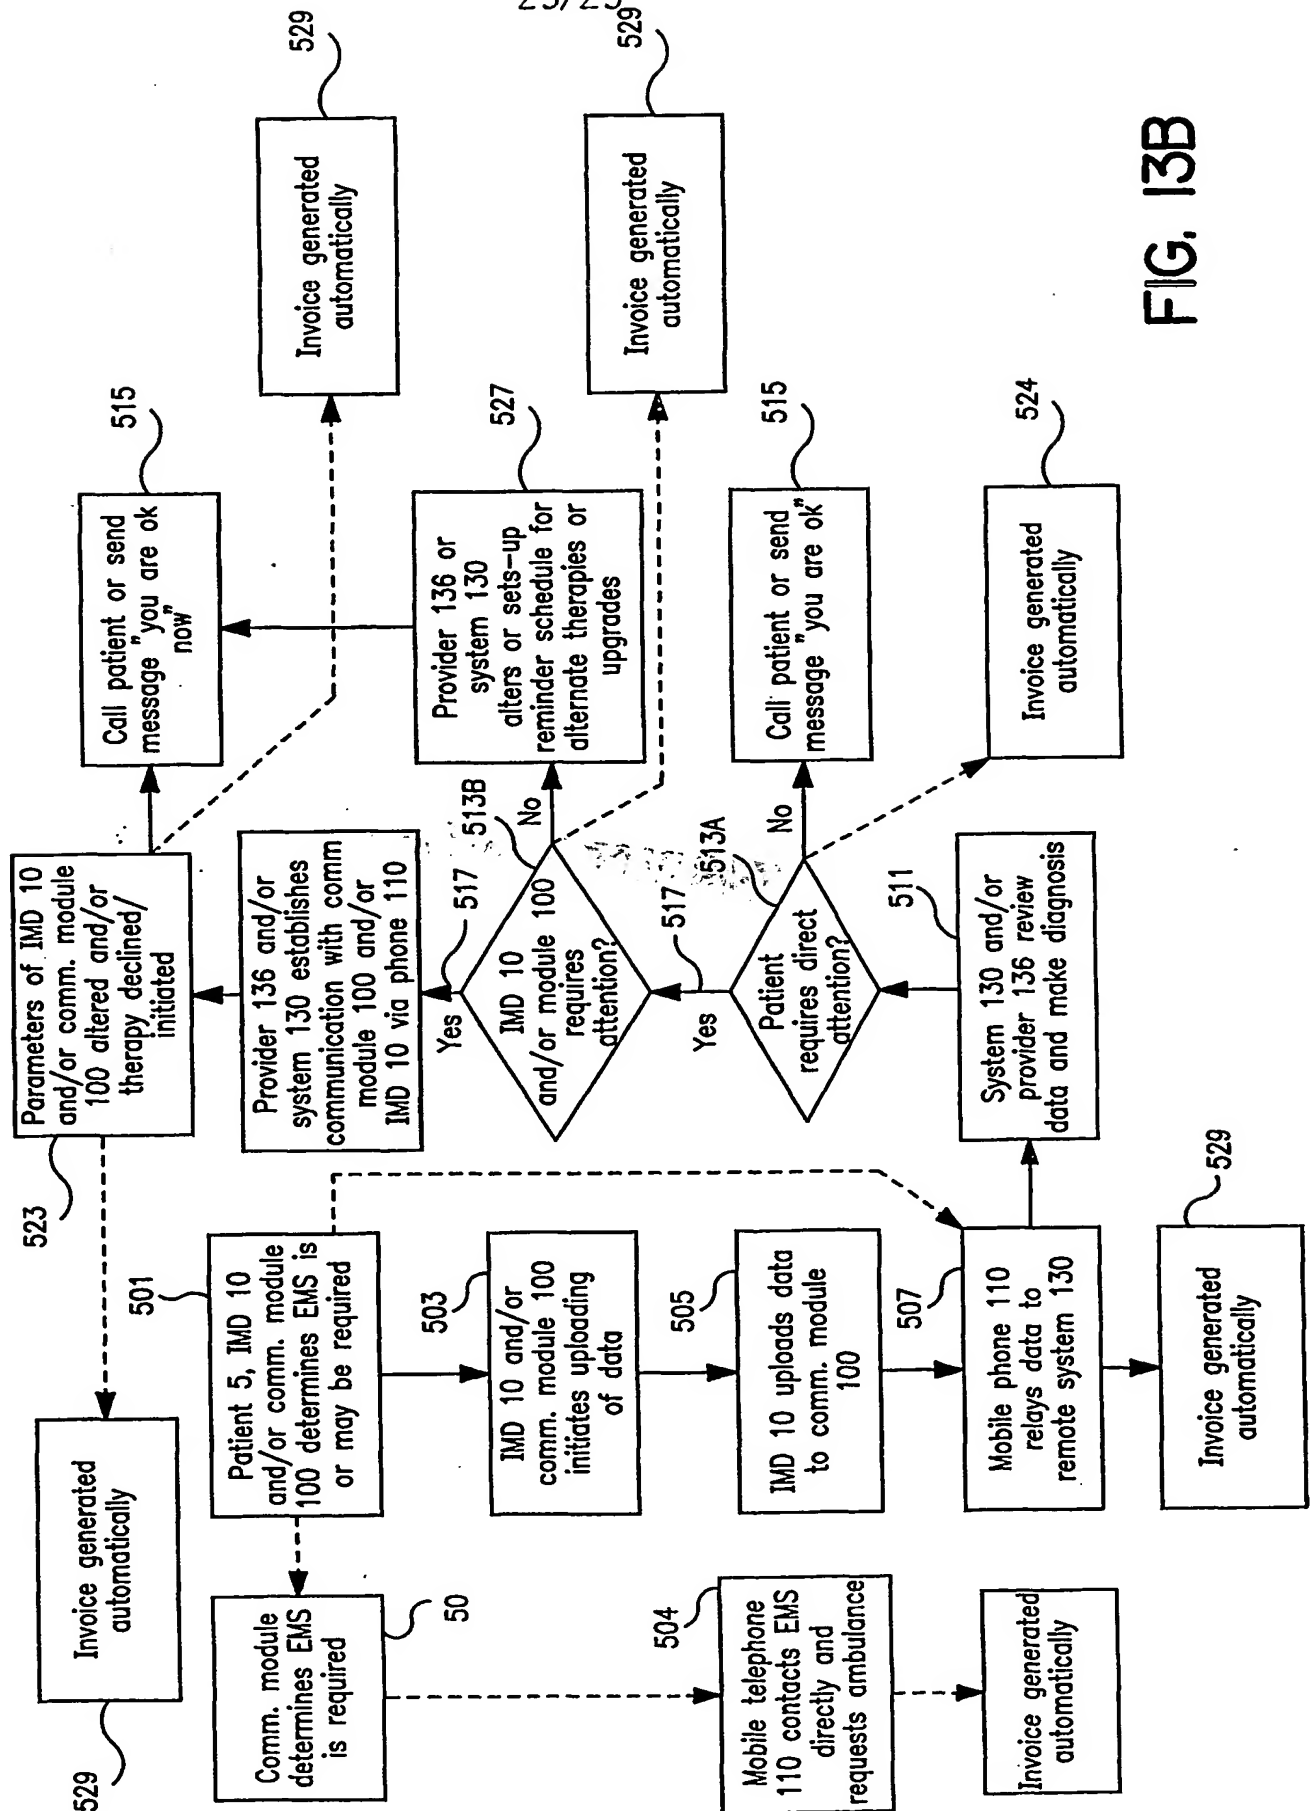 25/25
529
Invoice generated
automatically
523
Parameters of IMD 10
and/or comm. module
100 altered and/or
therapy declined/
initiated
Call patient or send
message "you are ok
now"
515
Invoice generated
automatically
529
501
Patient 5, IMD 10
and/or comm. module
100 determines EMS is
or may be required
Provider 136 and/or
system 130 establishes
communication with comm
module 100 and/or
IMD 10 via phone 110
517
Yes
Comm. module
determines EMS
is required
50
503
IMD 10 and/or
comm. module 100
initiates uploading
of data
IMD 10
and/or module 100
requires
attention?
513B
No
Provider 136 or
system 130
alters or sets-up
reminder schedule for
alternate therapies or
upgrades
527
Invoice generated
automatically
529
517
Yes
505
IMD 10 uploads data
to comm. module
100
Patient
requires direct
attention?
513A
No
Call patient or send
message "you are ok"
515
504
Mobile telephone
110 contacts EMS
directly and
requests ambulance
507
Mobile phone 110
relays data to
remote system 130
System 130 and/or
provider 136 review
data and make diagnosis
511
Invoice generated
automatically
524
Invoice generated
automatically
Invoice generated
automatically
529
FIG. 13B